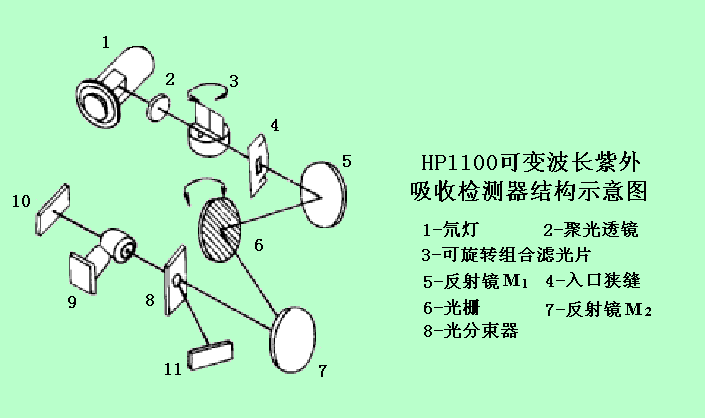 1
2
3
4
5
6
7
8
9
10
11
HP1100可变波长紫外
吸收检测器结构示意图
1-氘灯 2-聚光透镜
3-可旋转组合滤光片
5-反射镜M1 4-入口狭缝
6-光栅 7-反射镜M2
8-光分束器